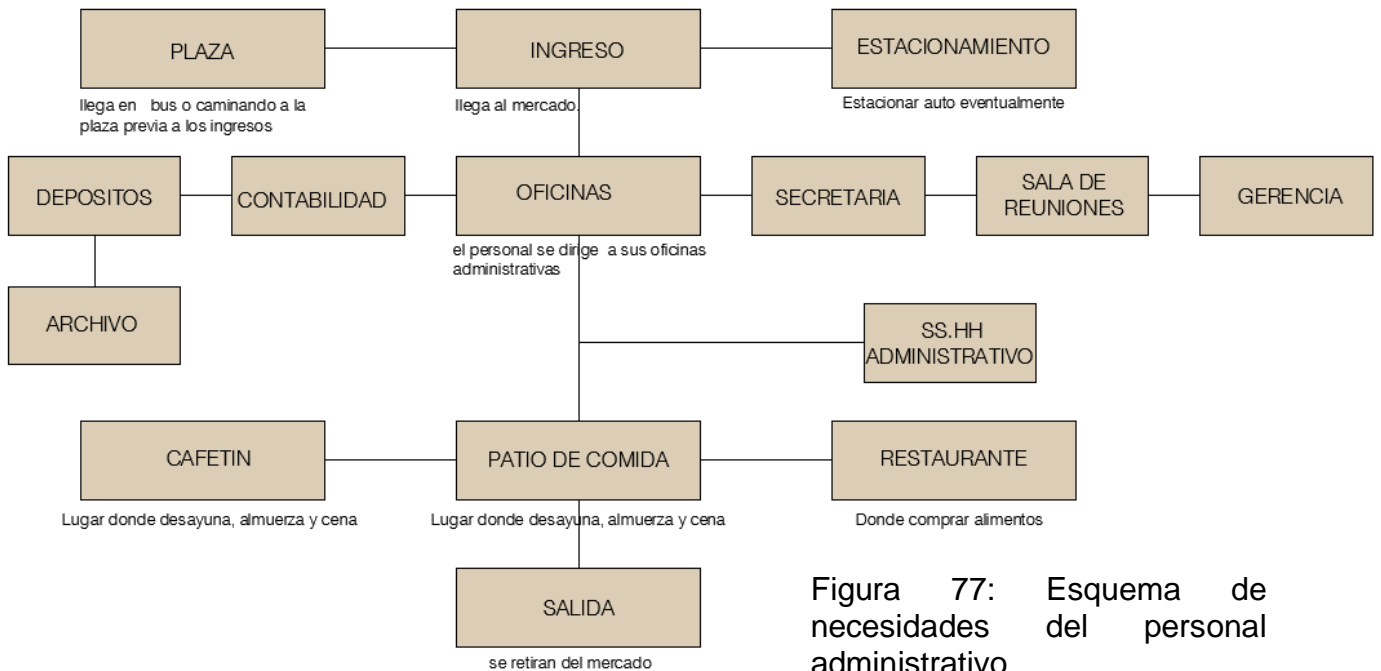 PLAZA
INGRESO
ESTACIONAMIENTO
llega en bus o caminando a la
plaza previa a los ingresos
llega al mercado.
Estacionar auto eventualmente
DEPOSITOS
CONTABILIDAD
OFICINAS
SECRETARIA
SALA DE
REUNIONES
GERENCIA
el personal se dirige a sus oficinas
administrativas
ARCHIVO
SS.HH
ADMINISTRATIVO
CAFETIN
PATIO DE COMIDA
RESTAURANTE
Lugar donde desayuna, almuerza y cena
Lugar donde desayuna, almuerza y cena
Donde comprar alimentos
SALIDA
se retiran del mercado
Figura 77: Esquema de
necesidades del personal
administrativo